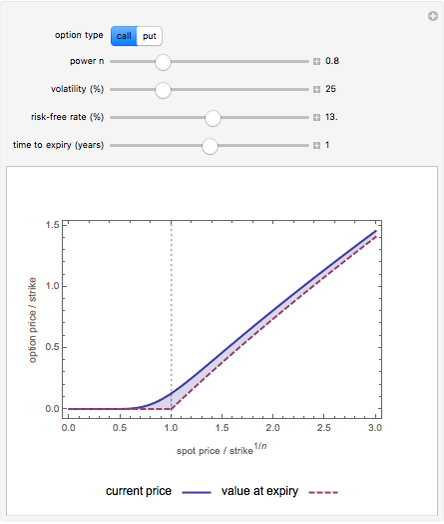 option type call put
power n 0.8
volatility (%) 25
risk-free rate (%) 13.
time to expiry (years) 1
option price / strike
1.5
1.0
0.5
0.0
0.0 0.5 1.0 1.5 2.0 2.5 3.0
spot price / strike^1/n
current price value at expiry